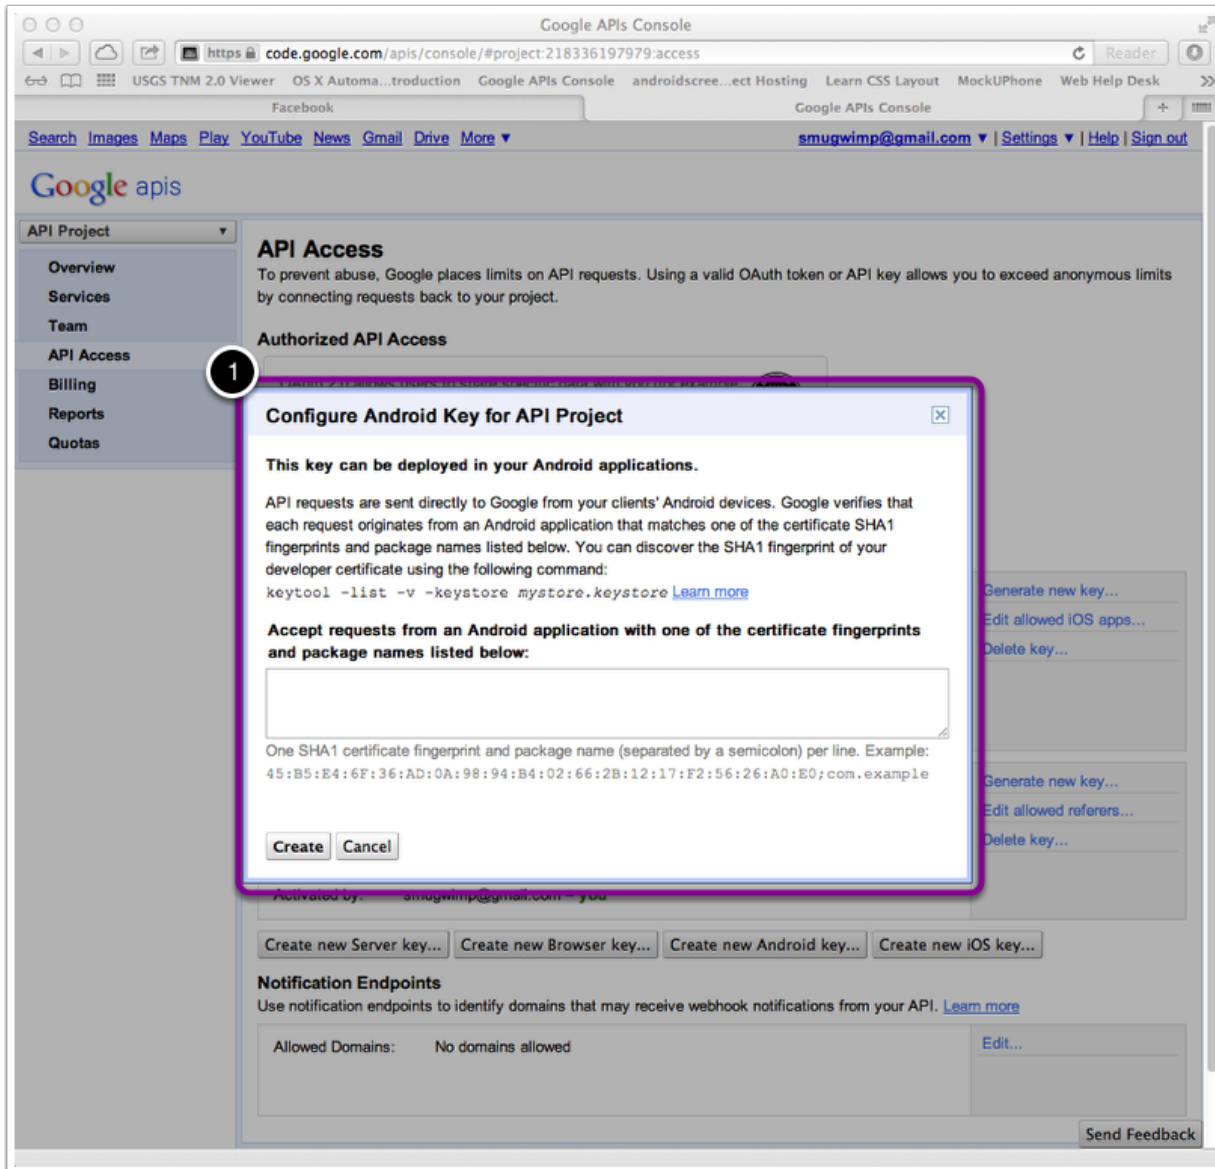 Google APIs Console
https code.google.com/apis/console/#project:218336197979:access
Reader
USGS TNM 2.0 Viewer OS X Automa...troduction Google APIs Console androidscree...ect Hosting Learn CSS Layout MockUPhone Web Help Desk
Facebook Google APIs Console
Search Images Maps Play YouTube News Gmail Drive More ▼ smugwimp@gmail.com ▼ | Settings ▼ | Help | Sign out
Google apis
API Project
Overview
Services
Team
API Access
Billing
Reports
Quotas
API Access
To prevent abuse, Google places limits on API requests. Using a valid OAuth token or API key allows you to exceed anonymous limits
by connecting requests back to your project.
Authorized API Access
1
Configure Android Key for API Project
This key can be deployed in your Android applications.
API requests are sent directly to Google from your clients' Android devices. Google verifies that
each request originates from an Android application that matches one of the certificate SHA1
fingerprints and package names listed below. You can discover the SHA1 fingerprint of your
developer certificate using the following command:
keytool -list -v -keystore mystore.keystore Learn more
Accept requests from an Android application with one of the certificate fingerprints
and package names listed below:
One SHA1 certificate fingerprint and package name (separated by a semicolon) per line. Example:
45:B5:E4:6F:36:AD:0A:98:94:B4:02:66:2B:12:17:F2:56:26:A0:E0;com.example
Create Cancel
Generate new key...
Edit allowed iOS apps...
Delete key...
Generate new key...
Edit allowed referers...
Delete key...
Activated by: smugwimp@gmail.com – you
Create new Server key... Create new Browser key... Create new Android key... Create new iOS key...
Notification Endpoints
Use notification endpoints to identify domains that may receive webhook notifications from your API. Learn more
Allowed Domains: No domains allowed
Edit...
Send Feedback